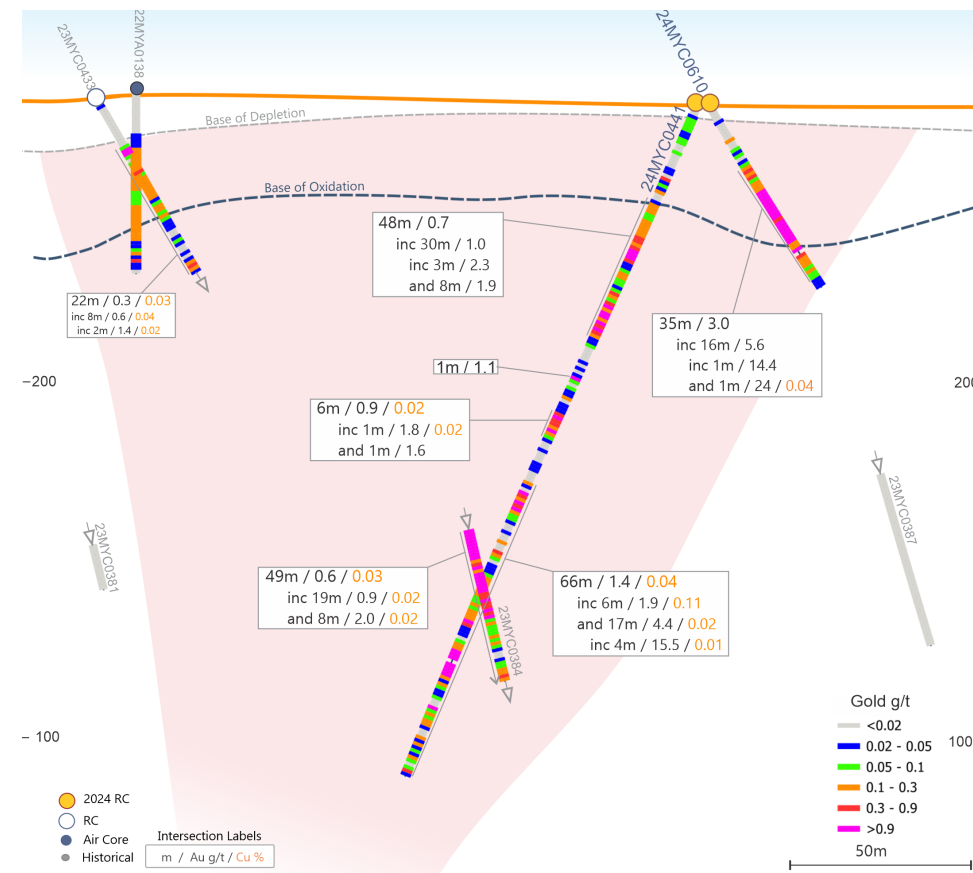 23MYC0433
22MYA0138
24MYC0610
24MYC0441
Base of Depletion
Base of Oxidation
48m / 0.7
inc 30m / 1.0
inc 3m / 2.3
and 8m / 1.9
22m / 0.3 / 0.03
inc 8m / 0.6 / 0.04
inc 2m / 1.4 / 0.02
35m / 3.0
inc 16m / 5.6
inc 1m / 14.4
and 1m / 24 / 0.04
1m / 1.1
–200
200
6m / 0.9 / 0.02
inc 1m / 1.8 / 0.02
and 1m / 1.6
23MYC0381
23MYC0387
49m / 0.6 / 0.03
inc 19m / 0.9 / 0.02
and 8m / 2.0 / 0.02
23MYC0384
66m / 1.4 / 0.04
inc 6m / 1.9 / 0.11
and 17m / 4.4 / 0.02
inc 4m / 15.5 / 0.01
– 100
100
Gold g/t
<0.02
0.02 - 0.05
0.05 - 0.1
0.1 - 0.3
0.3 - 0.9
>0.9
50m
2024 RC
RC
Air Core
Historical
Intersection Labels
m / Au g/t / Cu %